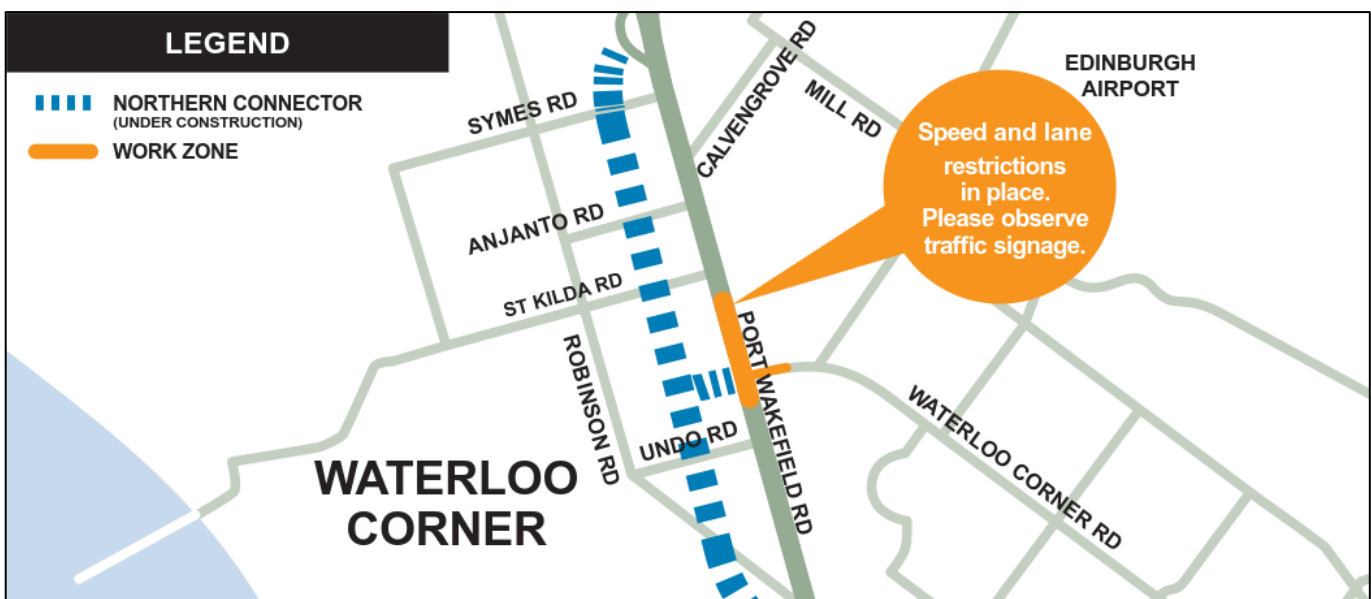 LEGEND
NORTHERN CONNECTOR
(UNDER CONSTRUCTION)
WORK ZONE
SYMES RD
CALVENGROVE RD
MILL RD
EDINBURGH
AIRPORT
Speed and lane
restrictions
in place.
Please observe
traffic signage.
ANJANTO RD
ST KILDA RD
ROBINSON RD
PORT WAKEFIELD RD
UNDO RD
WATERLOO CORNER RD
WATERLOO
CORNER